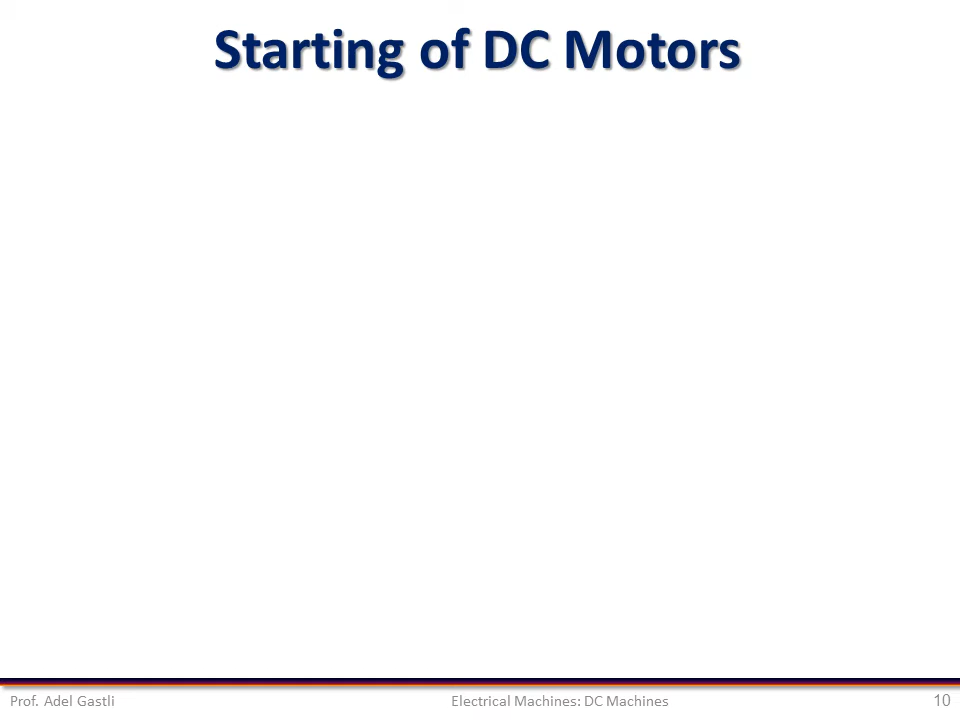 Starting of DC Motors
Prof. Adel Gastli
Electrical Machines: DC Machines
10